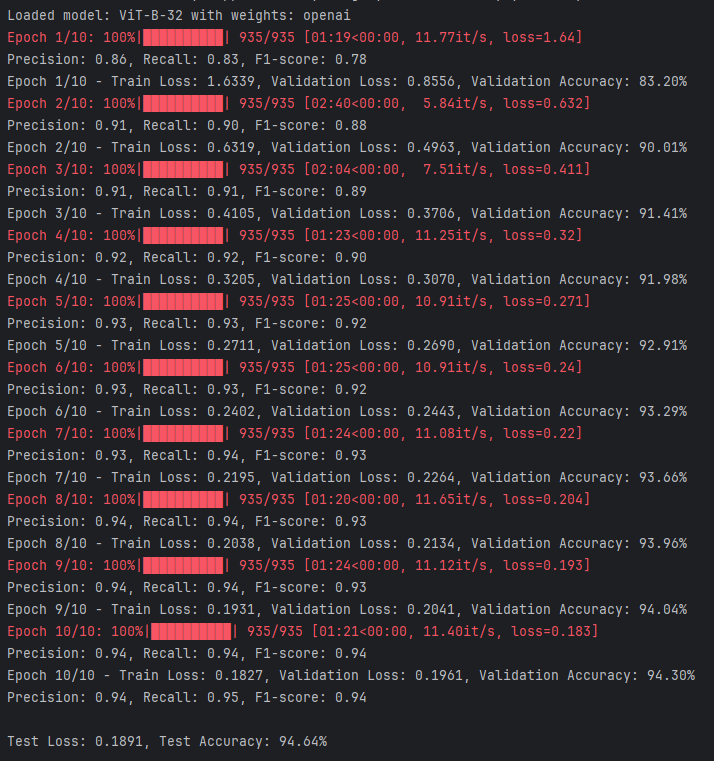 Loaded model: ViT-B-32 with weights: openai
Epoch 1/10: 100%|██████████| 935/935 [01:19<00:00, 11.77it/s, loss=1.64]
Precision: 0.86, Recall: 0.83, F1-score: 0.78
Epoch 1/10 - Train Loss: 1.6339, Validation Loss: 0.8556, Validation Accuracy: 83.20%
Epoch 2/10: 100%|██████████| 935/935 [02:40<00:00,  5.84it/s, loss=0.632]
Precision: 0.91, Recall: 0.90, F1-score: 0.88
Epoch 2/10 - Train Loss: 0.6319, Validation Loss: 0.4963, Validation Accuracy: 90.01%
Epoch 3/10: 100%|██████████| 935/935 [02:04<00:00,  7.51it/s, loss=0.411]
Precision: 0.91, Recall: 0.91, F1-score: 0.89
Epoch 3/10 - Train Loss: 0.4105, Validation Loss: 0.3706, Validation Accuracy: 91.41%
Epoch 4/10: 100%|██████████| 935/935 [01:23<00:00, 11.25it/s, loss=0.32]
Precision: 0.92, Recall: 0.92, F1-score: 0.90
Epoch 4/10 - Train Loss: 0.3205, Validation Loss: 0.3070, Validation Accuracy: 91.98%
Epoch 5/10: 100%|██████████| 935/935 [01:25<00:00, 10.91it/s, loss=0.271]
Precision: 0.93, Recall: 0.93, F1-score: 0.92
Epoch 5/10 - Train Loss: 0.2711, Validation Loss: 0.2690, Validation Accuracy: 92.91%
Epoch 6/10: 100%|██████████| 935/935 [01:25<00:00, 10.91it/s, loss=0.24]
Precision: 0.93, Recall: 0.93, F1-score: 0.92
Epoch 6/10 - Train Loss: 0.2402, Validation Loss: 0.2443, Validation Accuracy: 93.29%
Epoch 7/10: 100%|██████████| 935/935 [01:24<00:00, 11.08it/s, loss=0.22]
Precision: 0.93, Recall: 0.94, F1-score: 0.93
Epoch 7/10 - Train Loss: 0.2195, Validation Loss: 0.2264, Validation Accuracy: 93.66%
Epoch 8/10: 100%|██████████| 935/935 [01:20<00:00, 11.65it/s, loss=0.204]
Precision: 0.94, Recall: 0.94, F1-score: 0.93
Epoch 8/10 - Train Loss: 0.2038, Validation Loss: 0.2134, Validation Accuracy: 93.96%
Epoch 9/10: 100%|██████████| 935/935 [01:24<00:00, 11.12it/s, loss=0.193]
Precision: 0.94, Recall: 0.94, F1-score: 0.93
Epoch 9/10 - Train Loss: 0.1931, Validation Loss: 0.2041, Validation Accuracy: 94.04%
Epoch 10/10: 100%|██████████| 935/935 [01:21<00:00, 11.40it/s, loss=0.183]
Precision: 0.94, Recall: 0.94, F1-score: 0.94
Epoch 10/10 - Train Loss: 0.1827, Validation Loss: 0.1961, Validation Accuracy: 94.30%
Precision: 0.94, Recall: 0.95, F1-score: 0.94
Test Loss: 0.1891, Test Accuracy: 94.64%